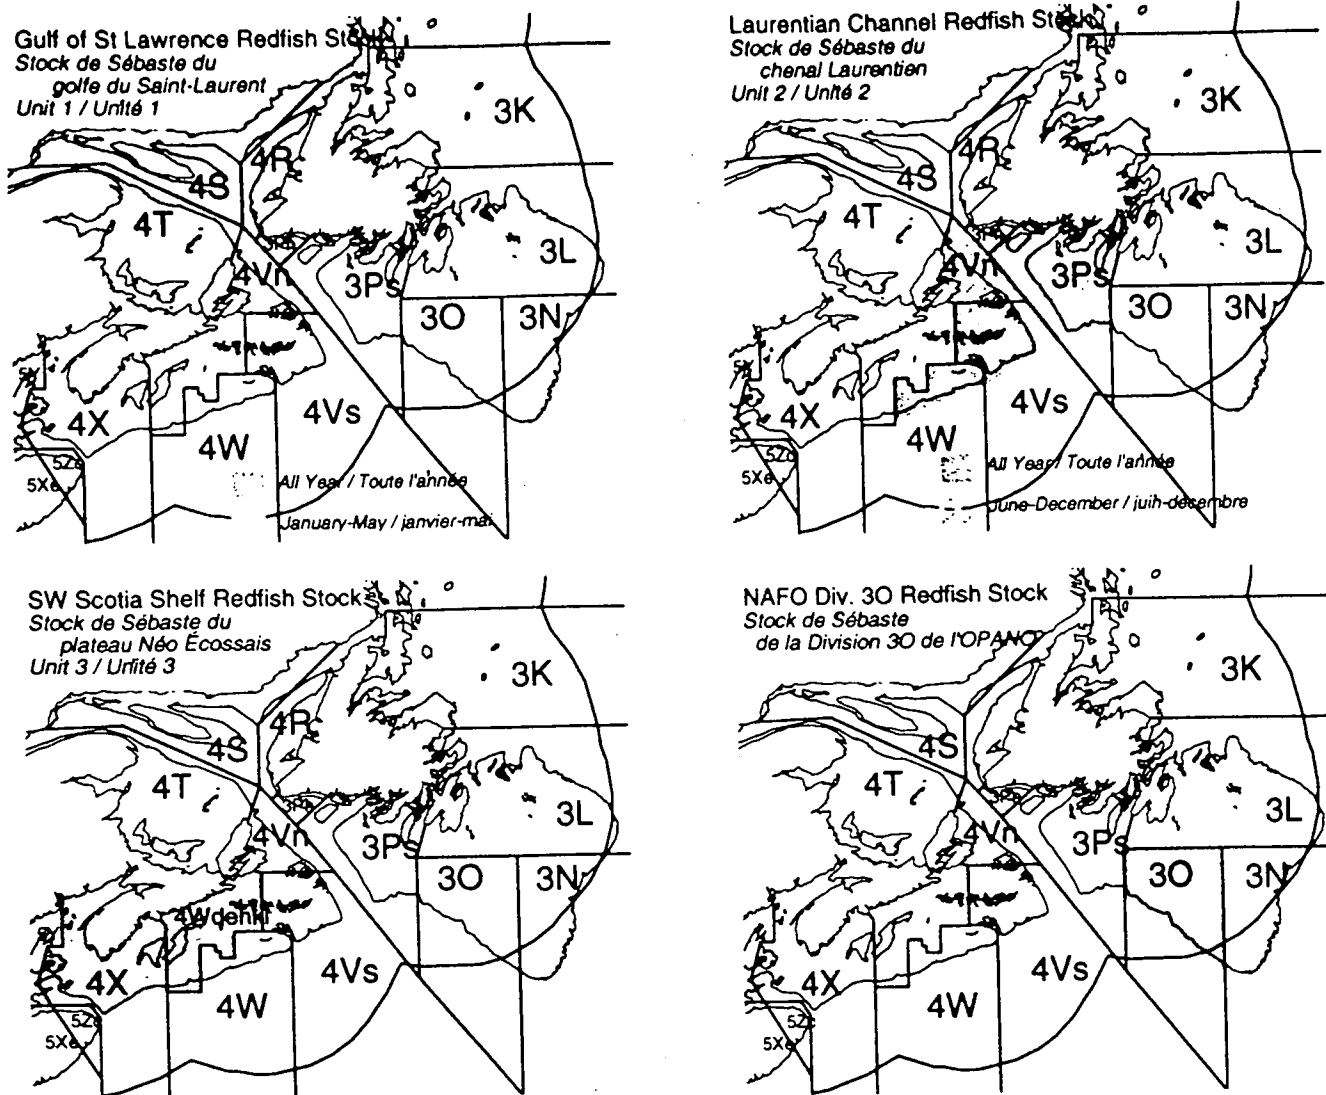 Gulf of St Lawrence Redfish Stock
Stock de Sébaste du
golfe du Saint-Laurent
Unit 1 / Unité 1
3K
4R
4S
4T
3L
4Vn
3Ps
3O
3N
4Vs
4X
4W
5Xe
All Year / Toute l'année
January-May / janvier-mai
Laurentian Channel Redfish Stock
Stock de Sébaste du
chenal Laurentien
Unit 2 / Unité 2
3K
4R
4S
4T
3L
4Vn
3Ps
3O
3N
4Vs
4X
4W
5Xe
All Year / Toute l'année
June-December / juin-décembre
SW Scotia Shelf Redfish Stock
Stock de Sébaste du
plateau Néo Écossais
Unit 3 / Unité 3
3K
4R
4S
4T
3L
4Vn
3Ps
3O
3N
4Wdehkl
4Vs
4X
4W
5Xe
NAFO Div. 3O Redfish Stock
Stock de Sébaste
de la Division 3O de l'OPANO
3K
4S
4T
3L
4Vn
3Ps
3O
3N
4Vs
4X
4W
5Xe